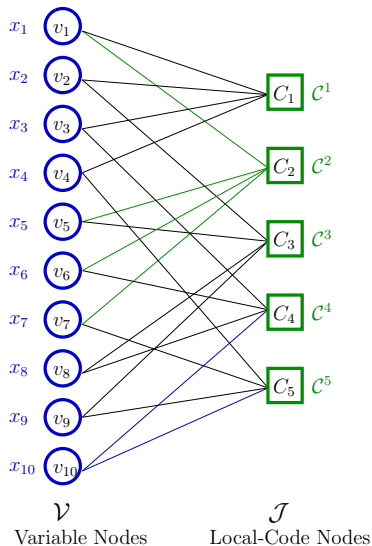 x₁ v₁
x₂ v₂
C₁ 𝒞¹
x₃ v₃
x₄ v₄
C₂ 𝒞²
x₅ v₅
C₃ 𝒞³
x₆ v₆
x₇ v₇
C₄ 𝒞⁴
x₈ v₈
C₅ 𝒞⁵
x₉ v₉
x₁₀ v₁₀
𝒱 𝒥
Variable Nodes Local-Code Nodes